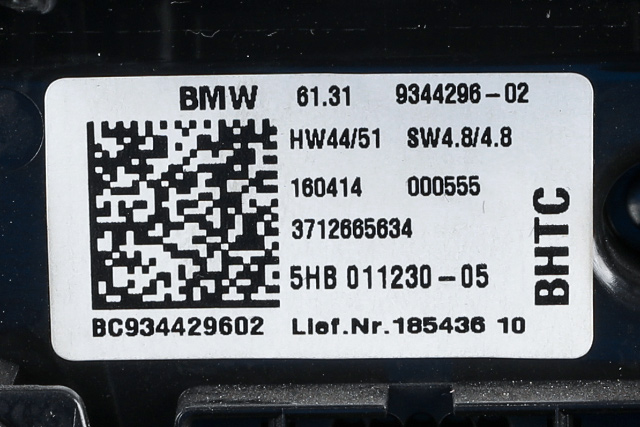 BMW 61.31 9344296-02
HW44/51 SW4.8/4.8
160414 000555
3712665634
5HB 011230-05
BC934429602 Lief.Nr.185436 10
BHTC